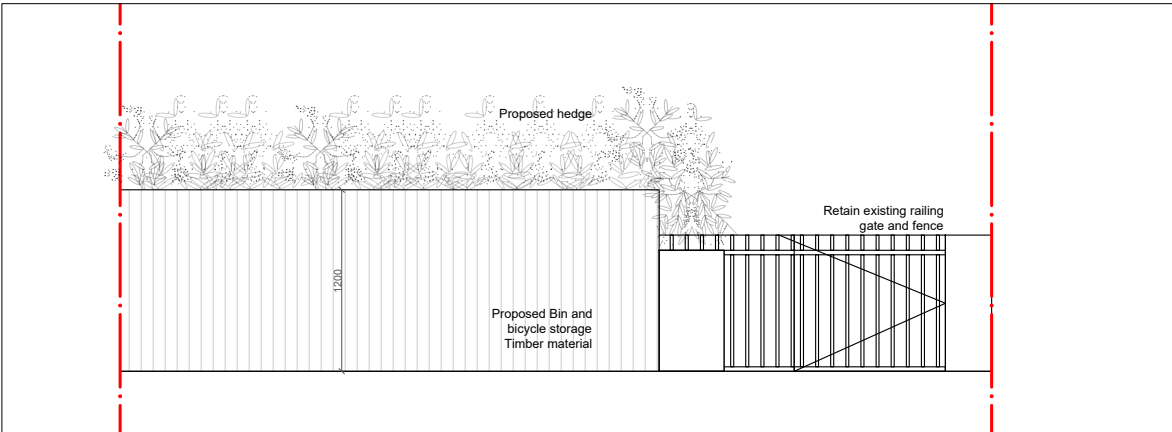 Proposed hedge
Retain existing railing
gate and fence
1200
Proposed Bin and
bicycle storage
Timber material